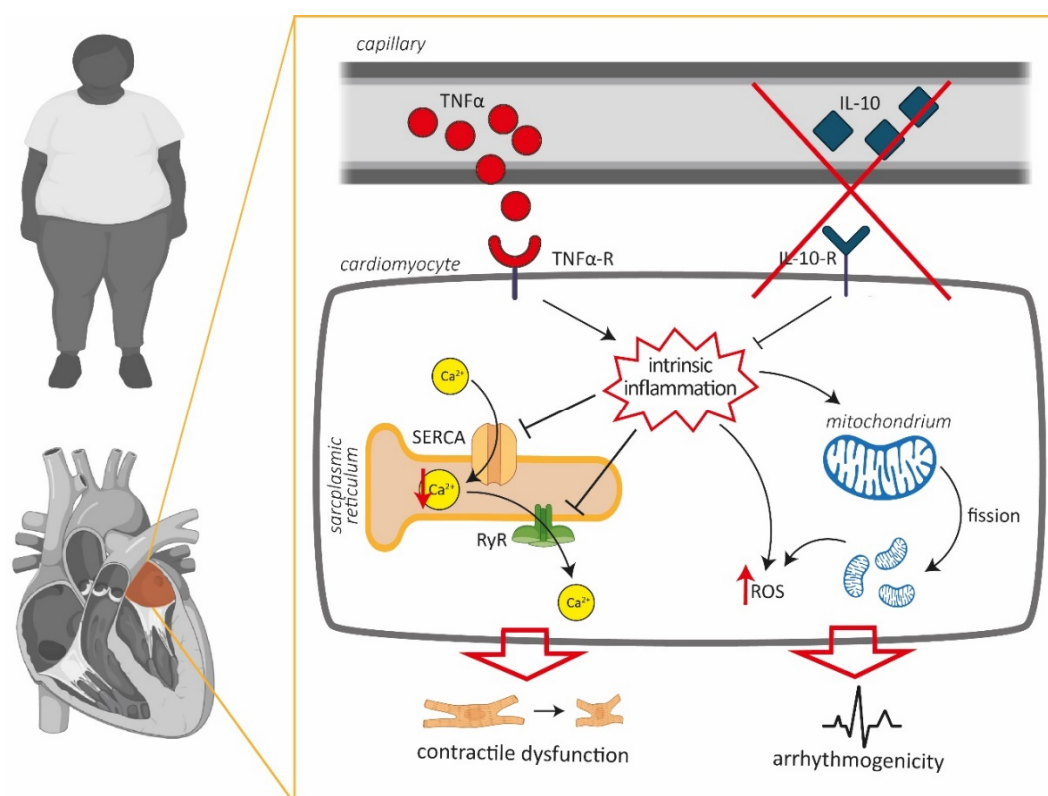 capillary
TNFα
IL-10
TNFα-R
IL-10-R
cardiomyocyte
intrinsic
inflammation
Ca²⁺
SERCA
mitochondrium
sarcplasmic
reticulum
Ca²⁺
fission
RyR
ROS
Ca²⁺
contractile dysfunction
arrhythmogenicity